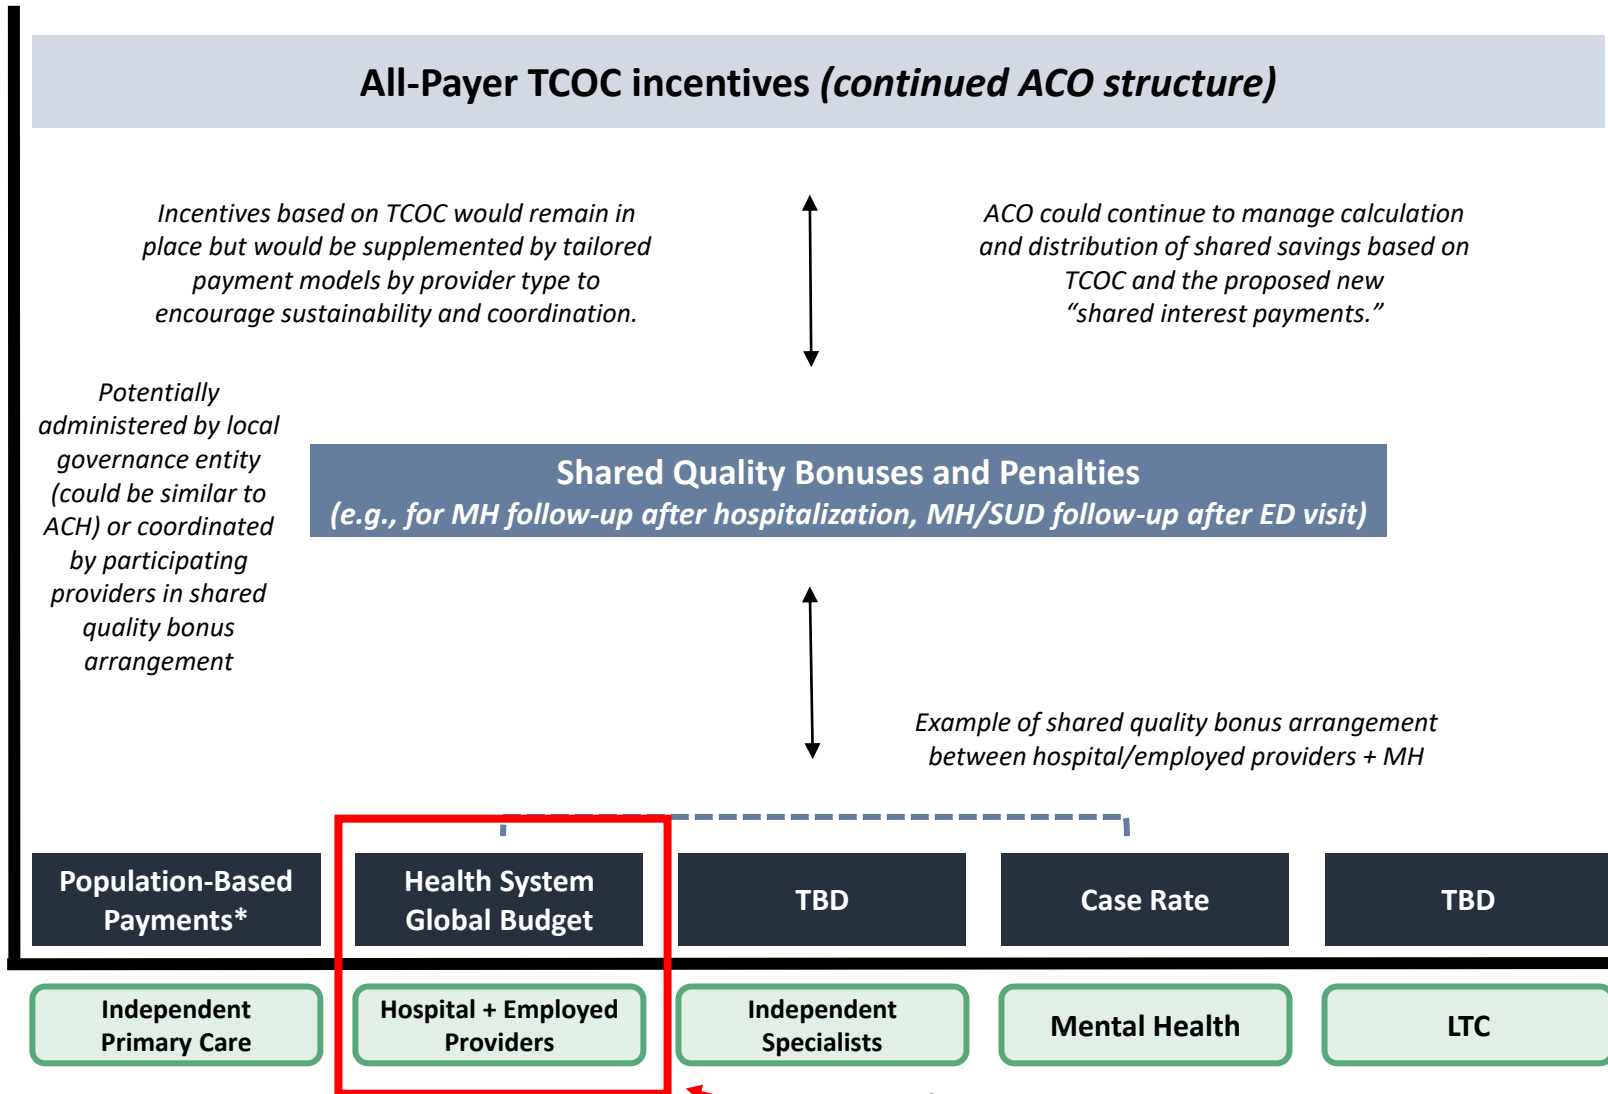 All-Payer TCOC incentives (continued ACO structure)
Incentives based on TCOC would remain in
place but would be supplemented by tailored
payment models by provider type to
encourage sustainability and coordination.
ACO could continue to manage calculation
and distribution of shared savings based on
TCOC and the proposed new
“shared interest payments.”
Potentially
administered by local
governance entity
(could be similar to
ACH) or coordinated
by participating
providers in shared
quality bonus
arrangement
Shared Quality Bonuses and Penalties
(e.g., for MH follow-up after hospitalization, MH/SUD follow-up after ED visit)
Example of shared quality bonus arrangement
between hospital/employed providers + MH
Population-Based
Payments*
Health System
Global Budget
TBD
Case Rate
TBD
Independent
Primary Care
Hospital + Employed
Providers
Independent
Specialists
Mental Health
LTC